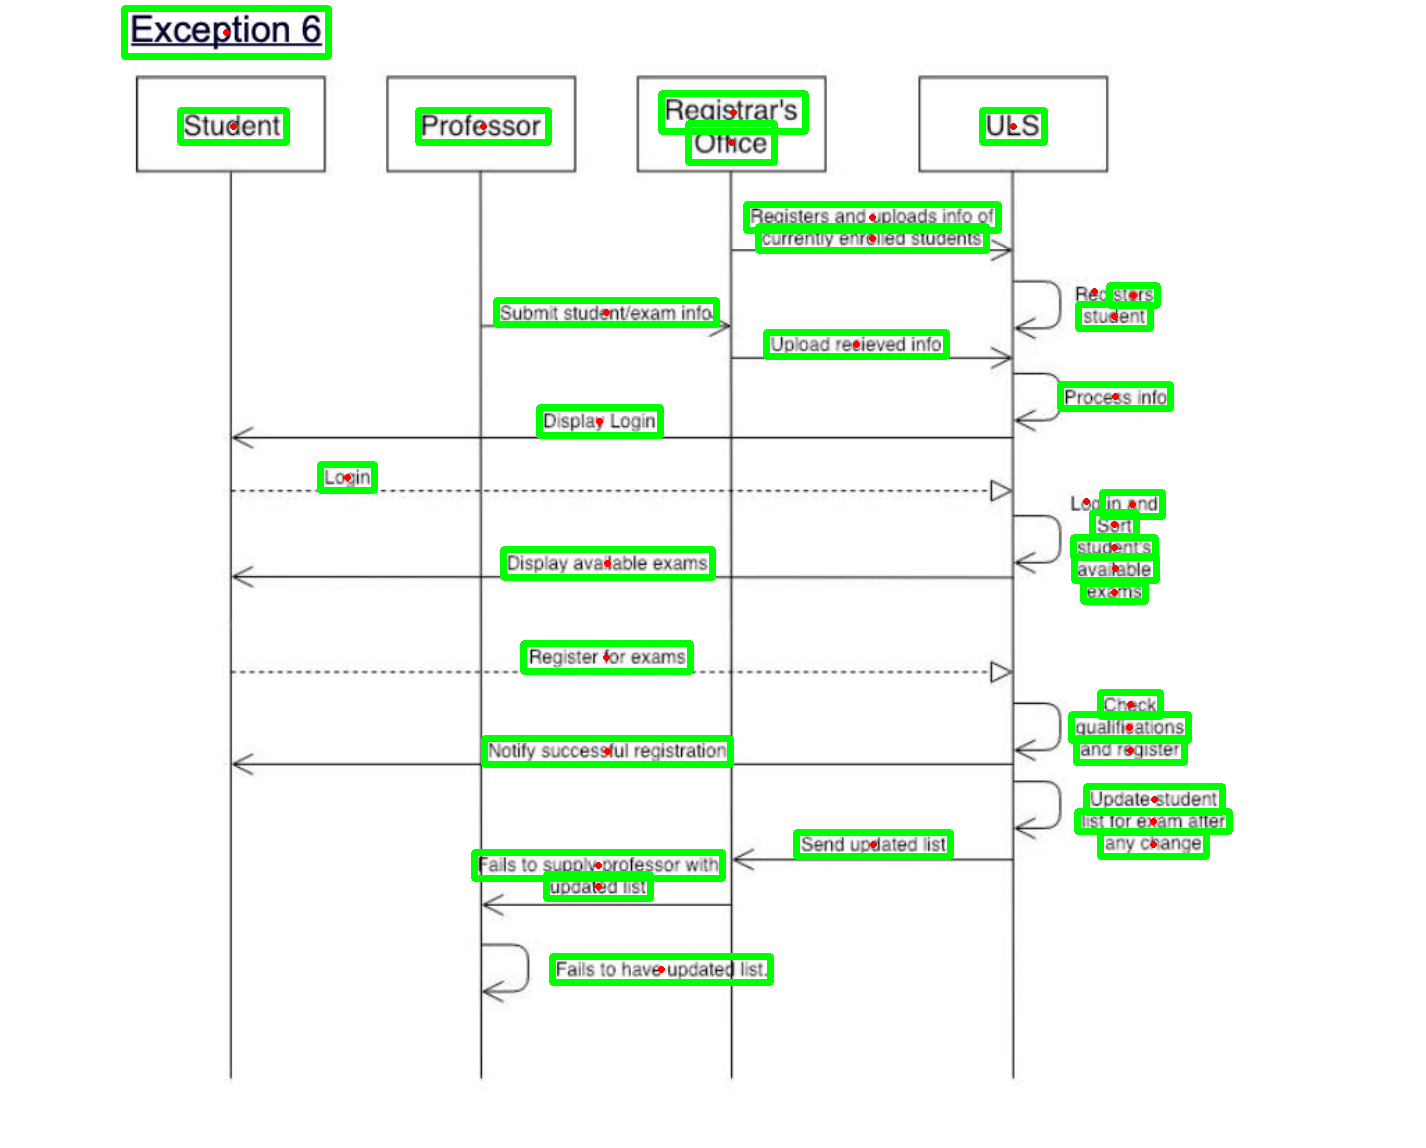 Exception 6
Student
Professor
Registrar's
Office
ULS
Registers and uploads info of
currently enrolled students
Registers
student
Submit student/exam info
Upload recieved info
Process info
Display Login
Login
Login and
Sort
student's
available
exams
Display available exams
Register for exams
Check
qualifications
and register
Notify successful registration
Update student
list for exam after
any change
Send updated list
Fails to supply professor with
updated list
Fails to have updated list.